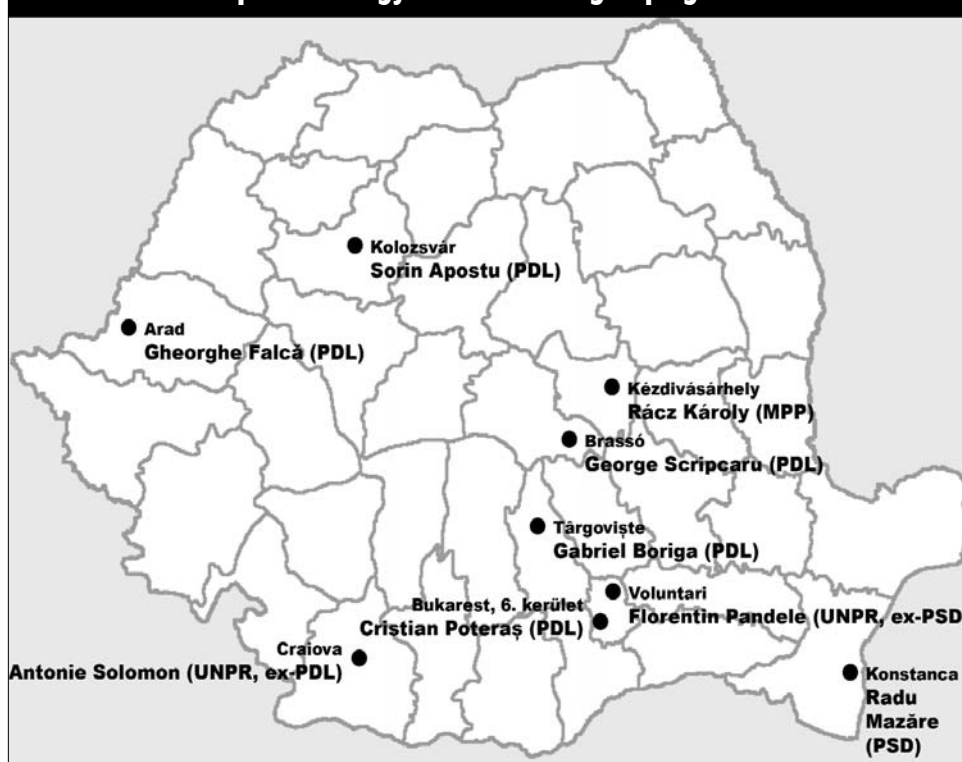 Kolozsvár
Sorin Apostu (PDL)
Arad
Gheorghe Falcă (PDL)
Kézdivásárhely
Rácz Károly (MPP)
Brassó
George Scripcaru (PDL)
Târgoviște
Gabriel Boriga (PDL)
Voluntari
Florentin Pandele (UNPR, ex-PSD
Bukarest, 6. kerület
Cristian Poteraș (PDL)
Craiova
Antonie Solomon (UNPR, ex-PDL)
Konstanca
Radu
Mazăre
(PSD)